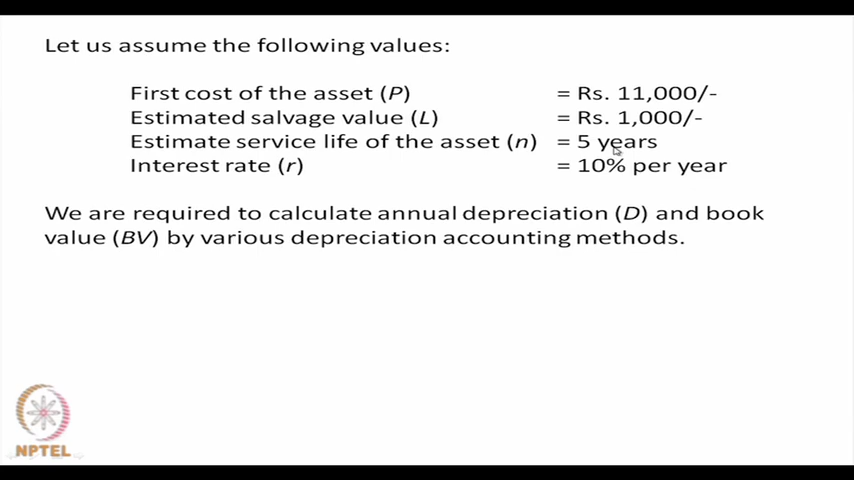 Let us assume the following values:
First cost of the asset (P) = Rs. 11,000/-
Estimated salvage value (L) = Rs. 1,000/-
Estimate service life of the asset (n) = 5 years
Interest rate (r) = 10% per year
We are required to calculate annual depreciation (D) and book
value (BV) by various depreciation accounting methods.
NPTEL